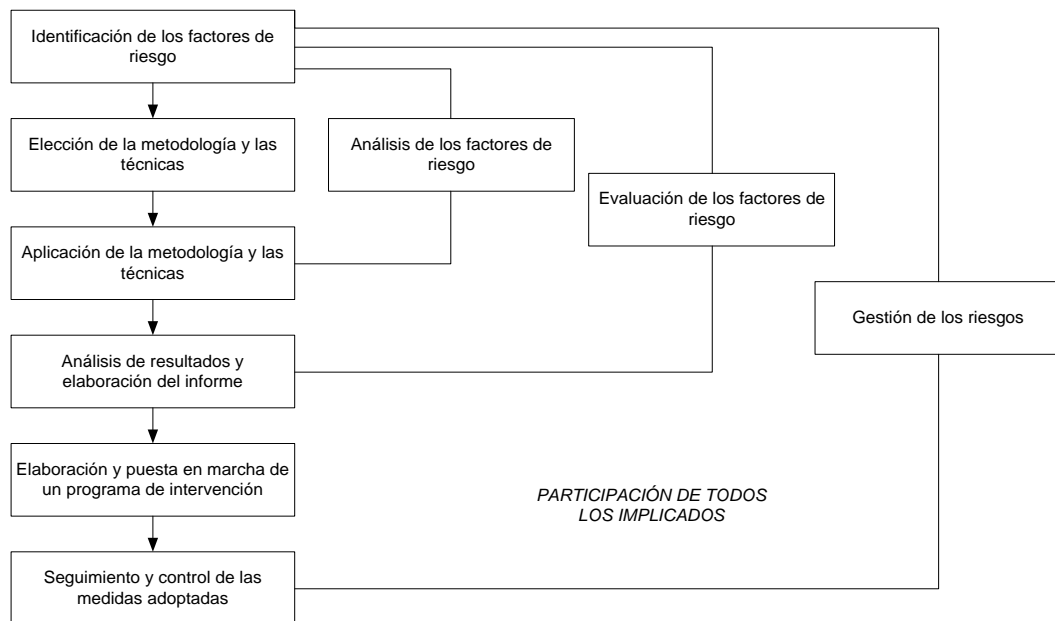 Identificación de los factores de
riesgo
Elección de la metodología y las
técnicas
Análisis de los factores de
riesgo
Evaluación de los factores de
riesgo
Aplicación de la metodología y las
técnicas
Gestión de los riesgos
Análisis de resultados y
elaboración del informe
Elaboración y puesta en marcha de
un programa de intervención
PARTICIPACIÓN DE TODOS
LOS IMPLICADOS
Seguimiento y control de las
medidas adoptadas